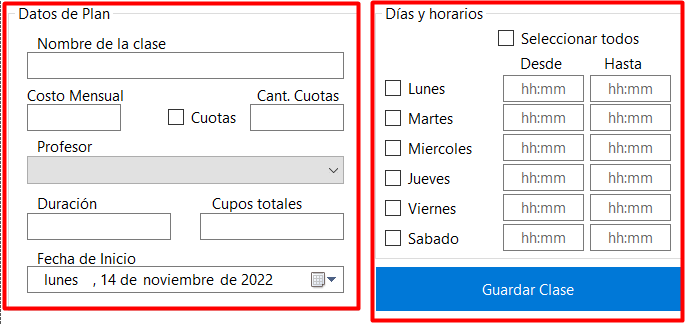 Datos de Plan
Nombre de la clase
Costo Mensual
Cuotas
Cant. Cuotas
Profesor
Duración
Cupos totales
Fecha de Inicio
lunes , 14 de noviembre de 2022
Días y horarios
Seleccionar todos
Desde Hasta
Lunes hh:mm hh:mm
Martes hh:mm hh:mm
Miercoles hh:mm hh:mm
Jueves hh:mm hh:mm
Viernes hh:mm hh:mm
Sabado hh:mm hh:mm
Guardar Clase